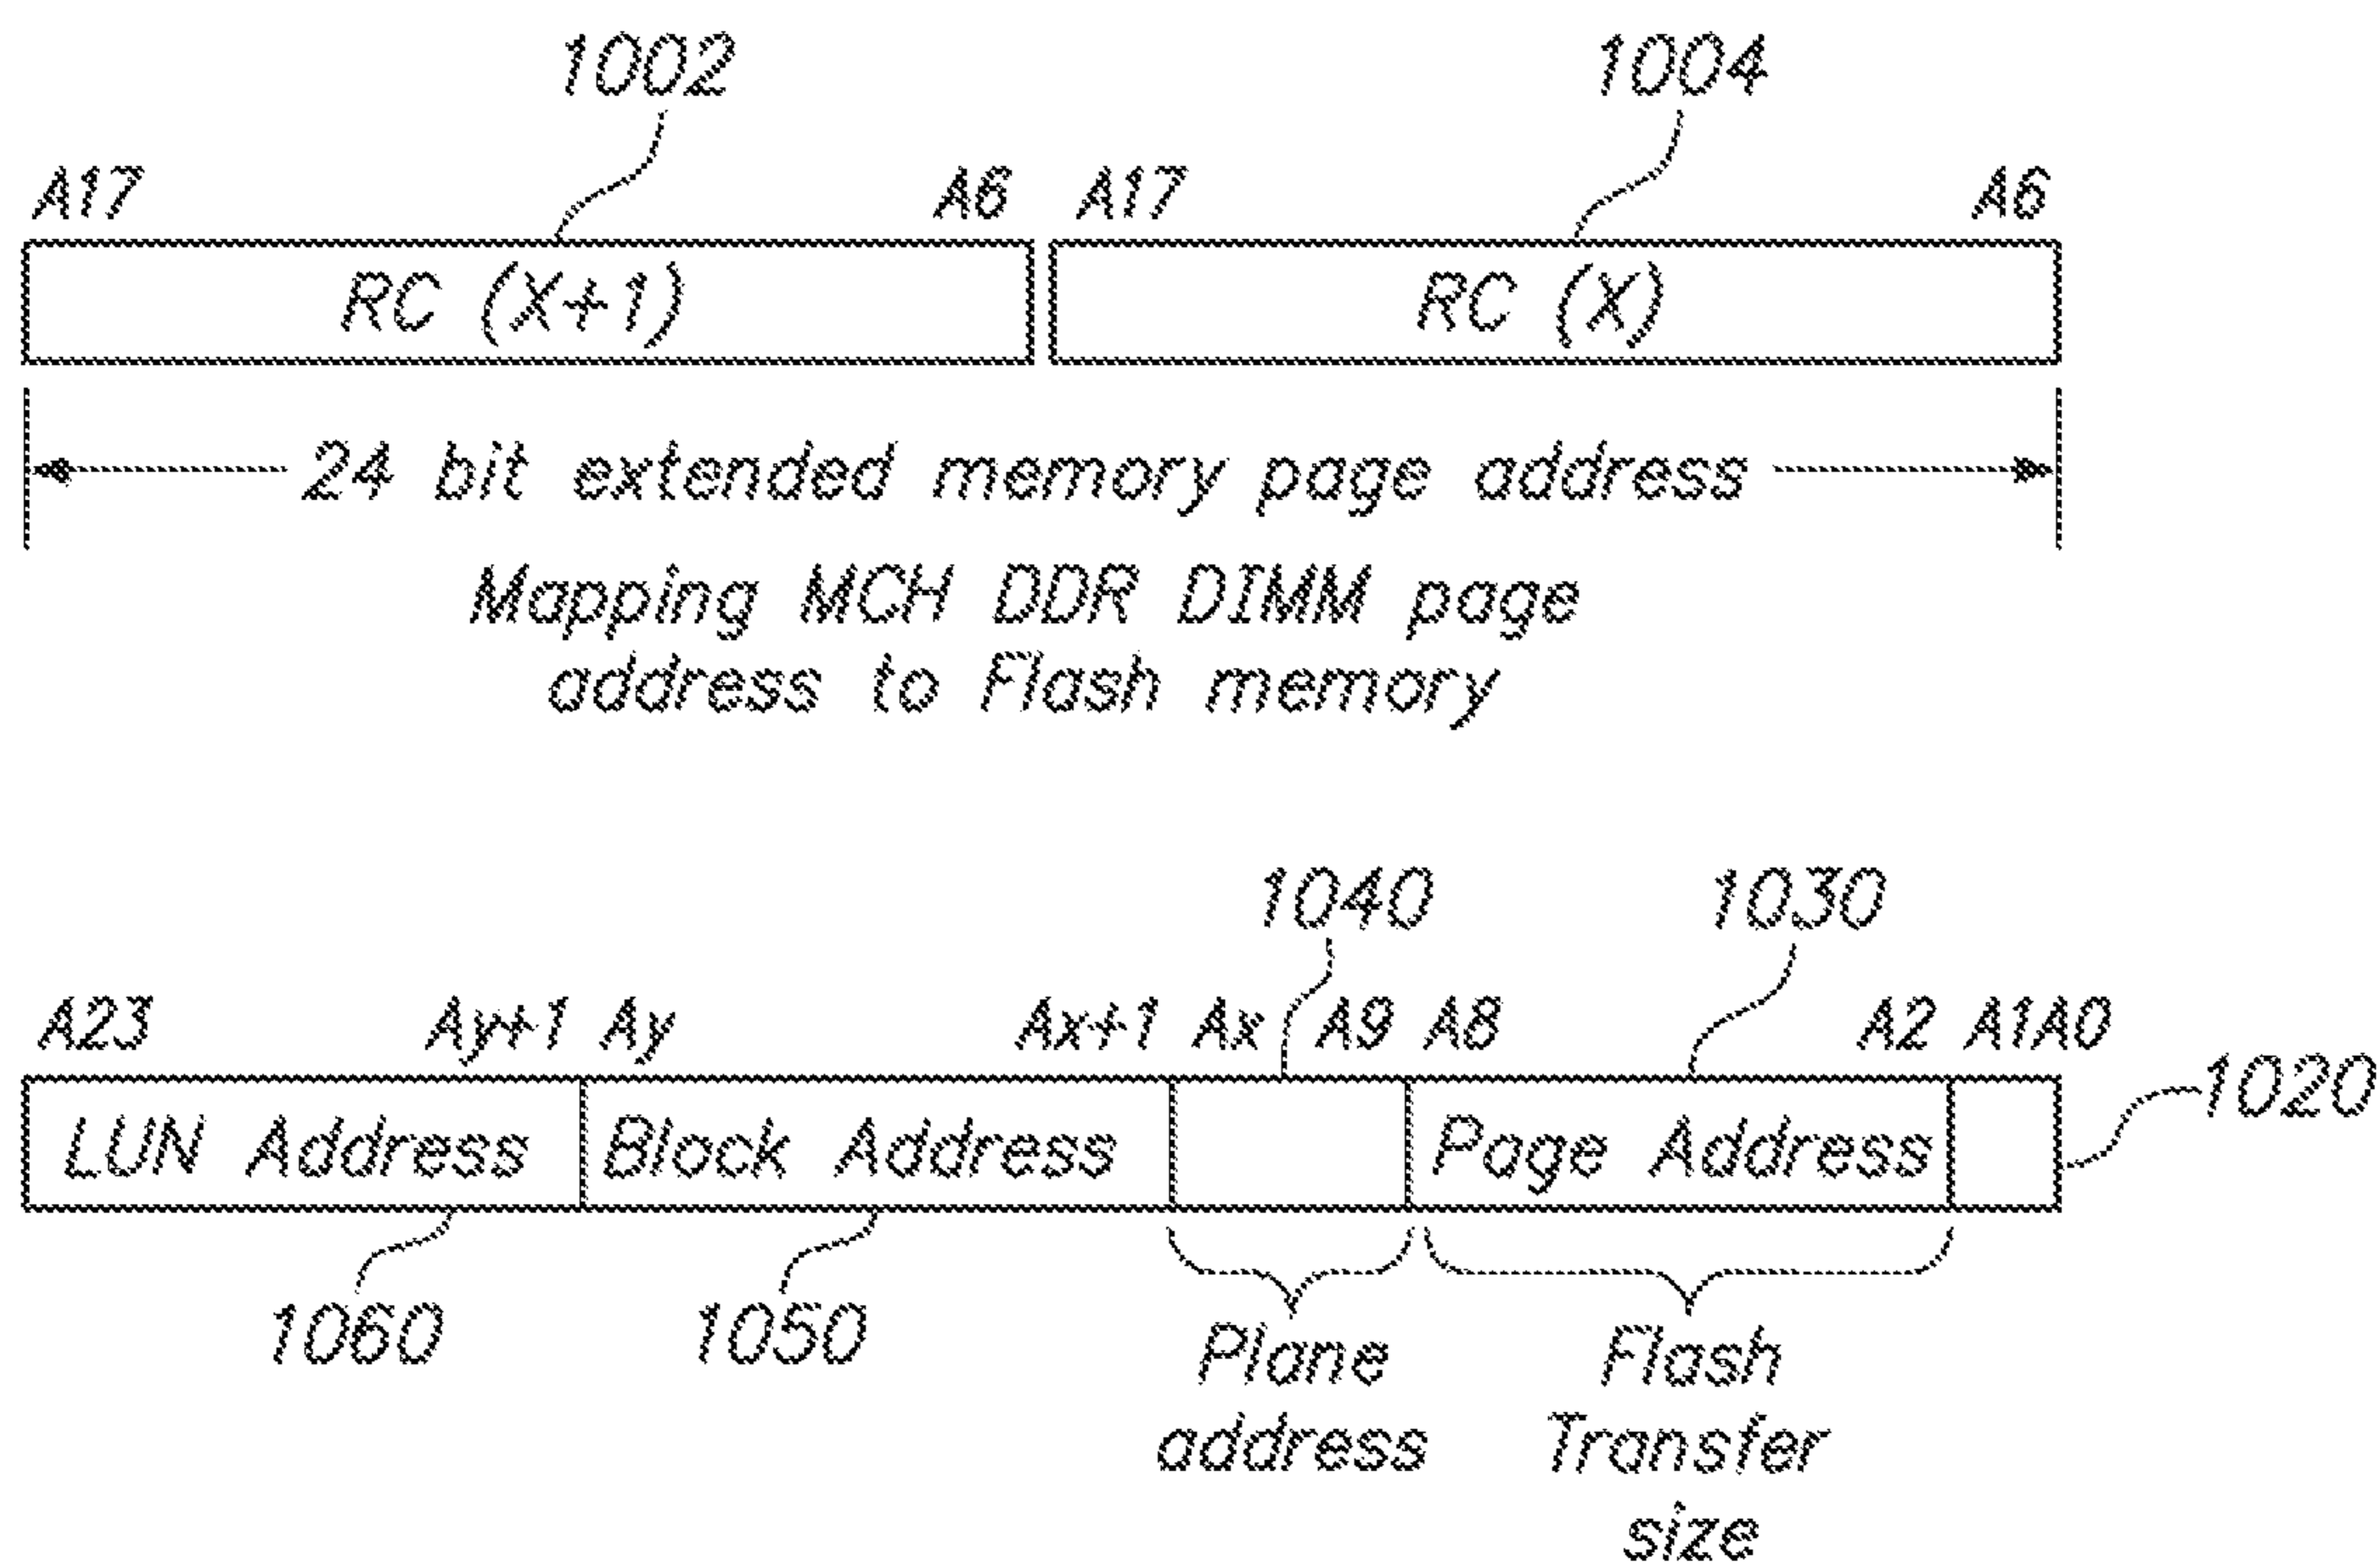 1002 1004
A17 A6 A17 A6
RC (X+1) RC (X)
24 bit extended memory page address
Mapping MCH DDR DIMM page
address to Flash memory
1040 1030
A23 Ay+1 Ay Ax+1 Ax A9 A8 A2 A1A0
1020
LUN Address Block Address Page Address
1060 1050
Plane Flash
address Transfer
size